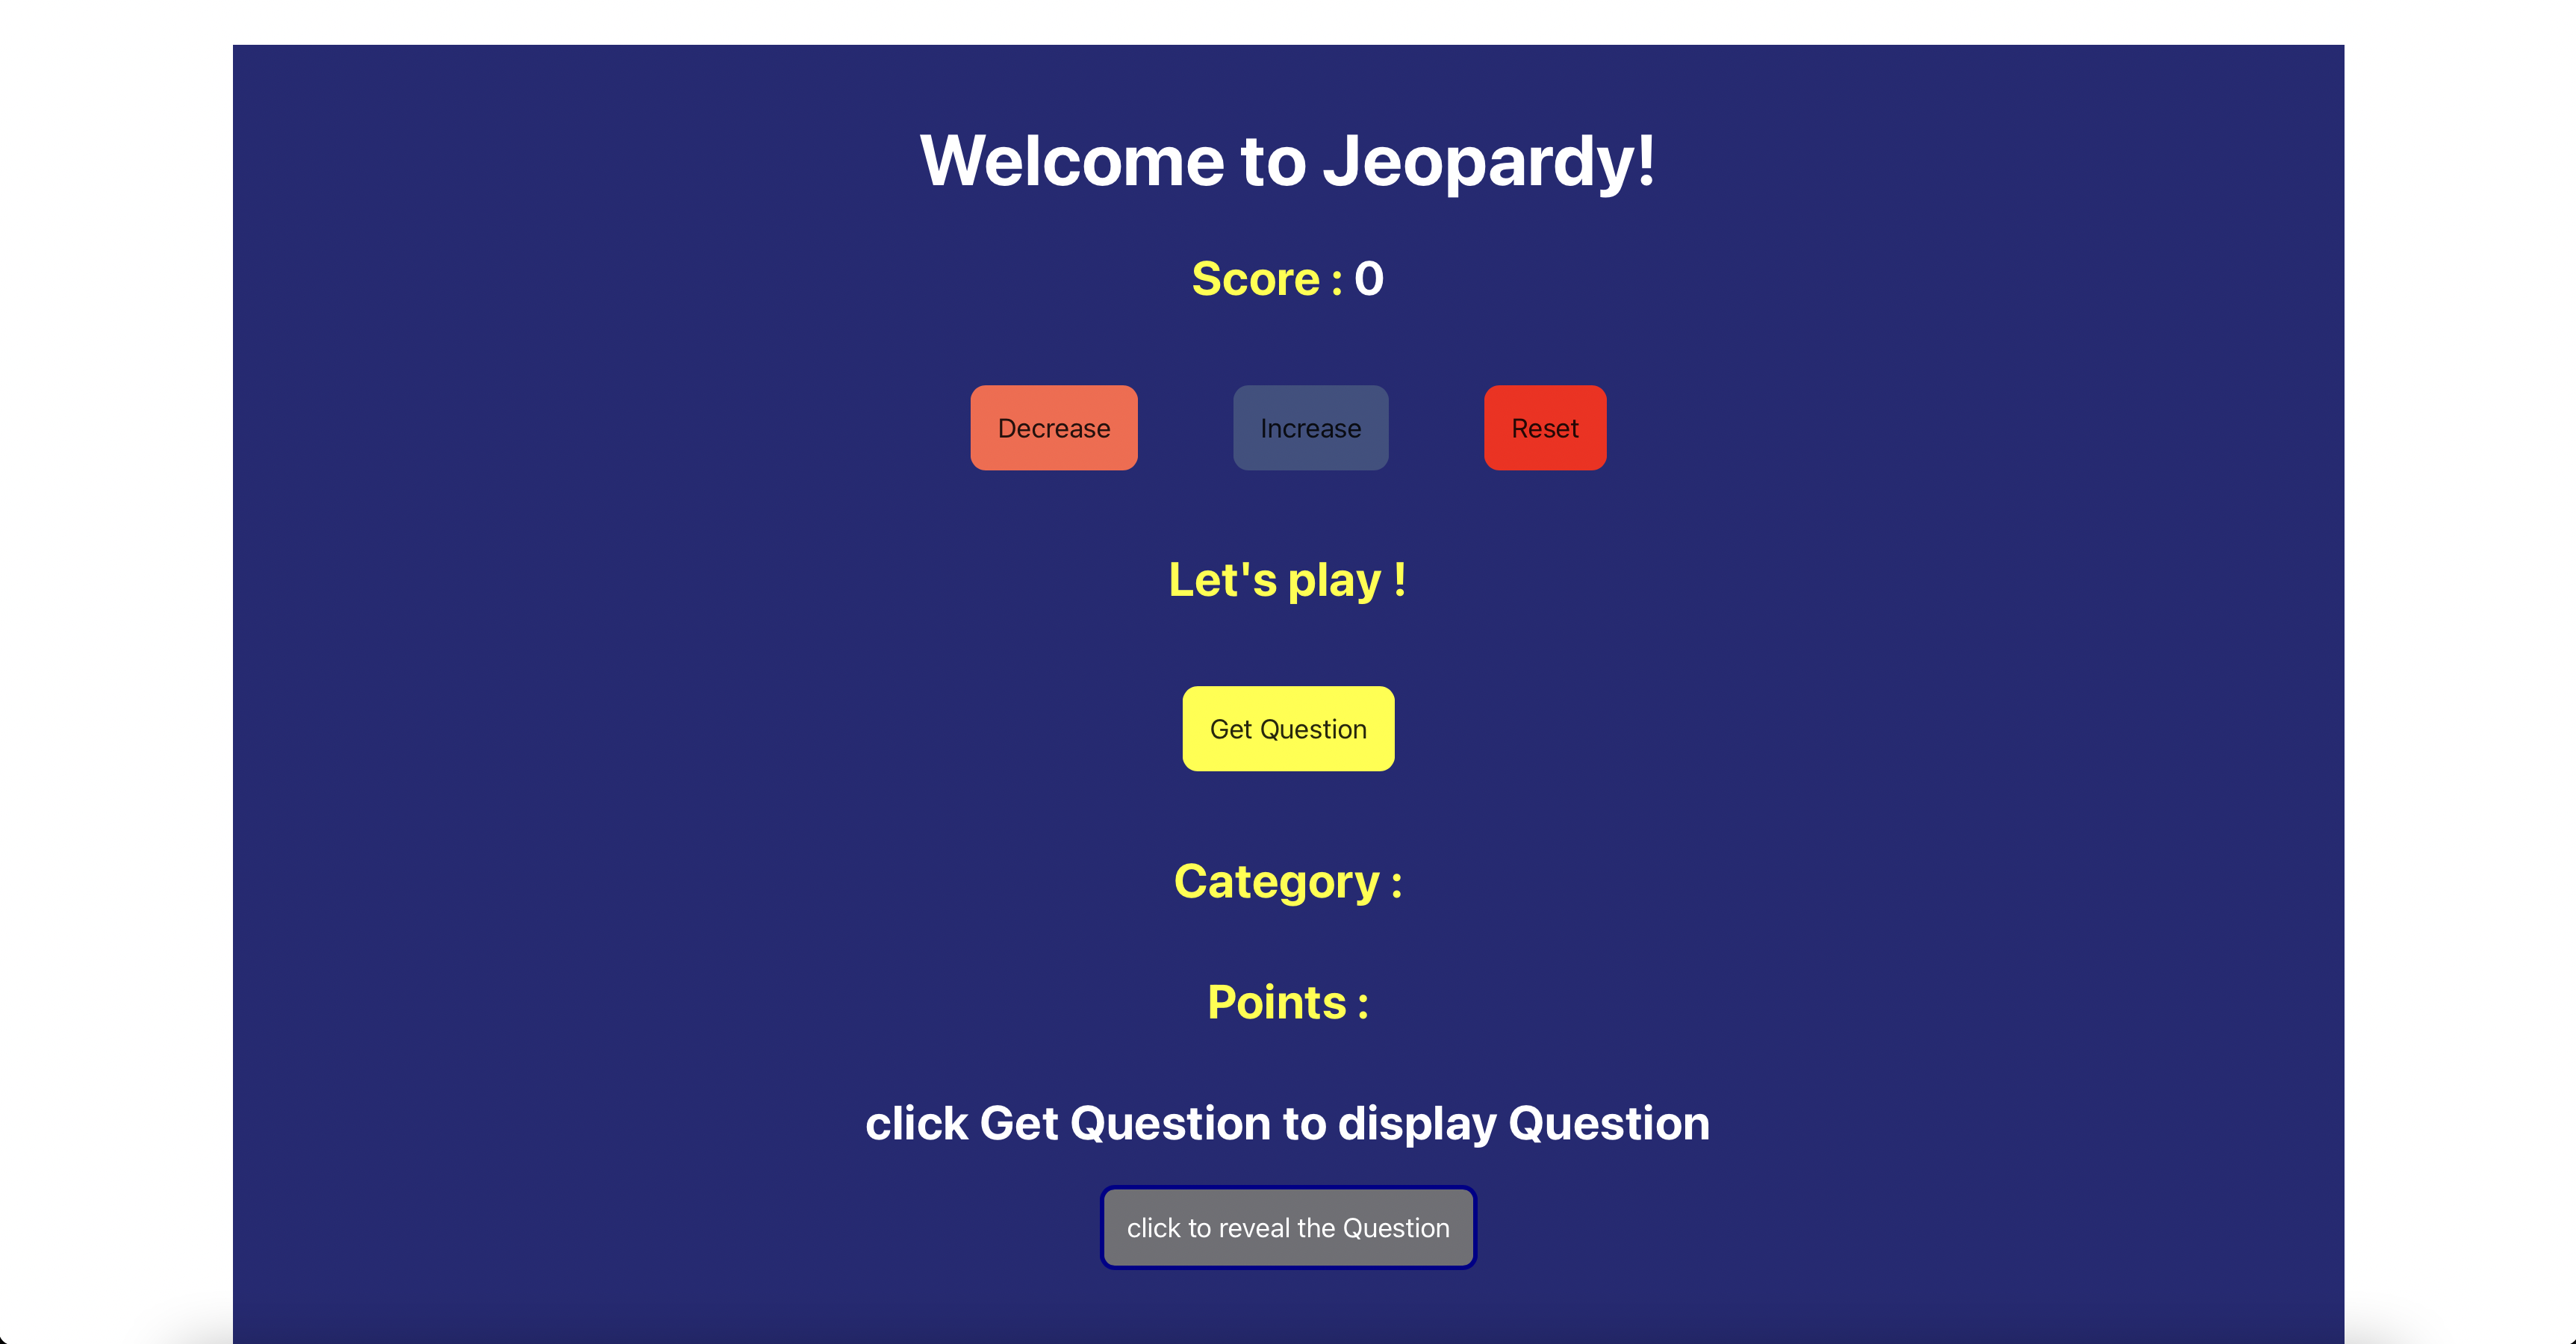 Welcome to Jeopardy!
Score : 0
Decrease Increase Reset
Let's play !
Get Question
Category :
Points :
click Get Question to display Question
click to reveal the Question